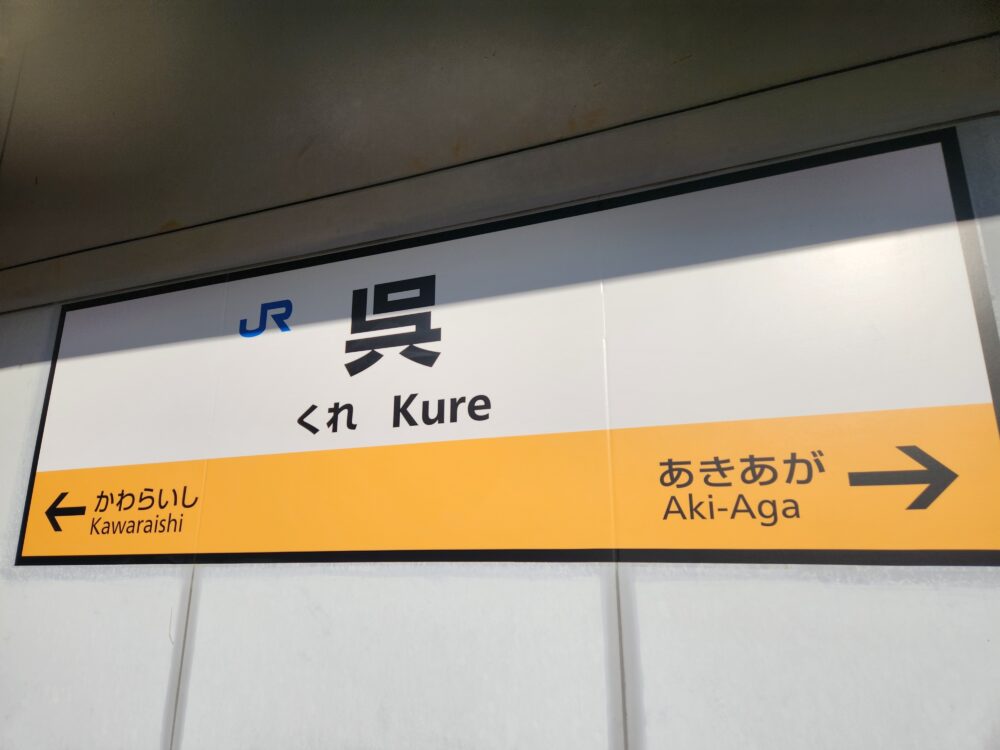 JR 呉
くれ Kure
← かわらいし
Kawaraishi
あきあが →
Aki-Aga